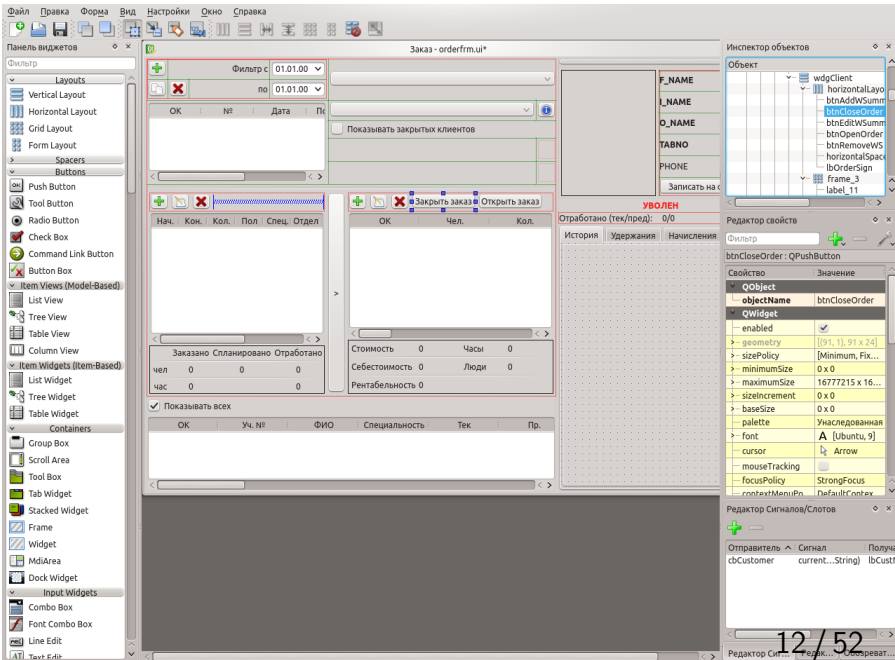 Файл Правка Форма Вид Настройки Окно Справка
Панель виджетов
Фильтр
Layouts
Vertical Layout
Horizontal Layout
Grid Layout
Form Layout
Spacers
Buttons
Push Button
Tool Button
Radio Button
Check Box
Command Link Button
Button Box
Item Views (Model-Based)
List View
Tree View
Table View
Column View
Item Widgets (Item-Based)
List Widget
Tree Widget
Table Widget
Containers
Group Box
Scroll Area
Tool Box
Tab Widget
Stacked Widget
Frame
Widget
MdiArea
Dock Widget
Input Widgets
Combo Box
Font Combo Box
Line Edit
Text Edit
Заказ - orderfrm.ui*
Фильтр с 01.01.00
по 01.01.00
ОК № Дата По
Показывать закрытых клиентов
F_NAME
I_NAME
O_NAME
TABNO
PHONE
Записать на о
УВОЛЕН
Отработано (тек/пред): 0/0
История Удержания Начисления
Закрыть заказ Открыть заказ
Нач. Кон. Кол. Пол Спец. Отдел
ОК Чел. Кол.
>
Заказано Спланировано Отработано
чел 0 0 0
час 0 0
Стоимость 0 Часы 0
Себестоимость 0 Люди 0
Рентабельность 0
Показывать всех
ОК Уч. № ФИО Специальность Тек Пр.
Инспектор объектов
Объект
wdgClient
horizontalLayo
btnAddWSumm
btnCloseOrder
btnEditWSumm
btnOpenOrder
btnRemoveWS
horizontalSpace
lbOrderSign
frame_3
label_11
Редактор свойств
Фильтр
btnCloseOrder : QPushButton
Свойство Значение
QObject
objectName btnCloseOrder
QWidget
enabled
geometry [(91, 1), 91 x 24]
sizePolicy [Minimum, Fix...
minimumSize 0 x 0
maximumSize 16777215 x 16...
sizeIncrement 0 x 0
baseSize 0 x 0
palette Унаследованная
font A [Ubuntu, 9]
cursor Arrow
mouseTracking
focusPolicy StrongFocus
contextMenuPo DefaultContex
Редактор Сигналов/Слотов
Отправитель Сигнал Получа
cbCustomer current...String) lbCust
Редактор Сиг...
12 / 52